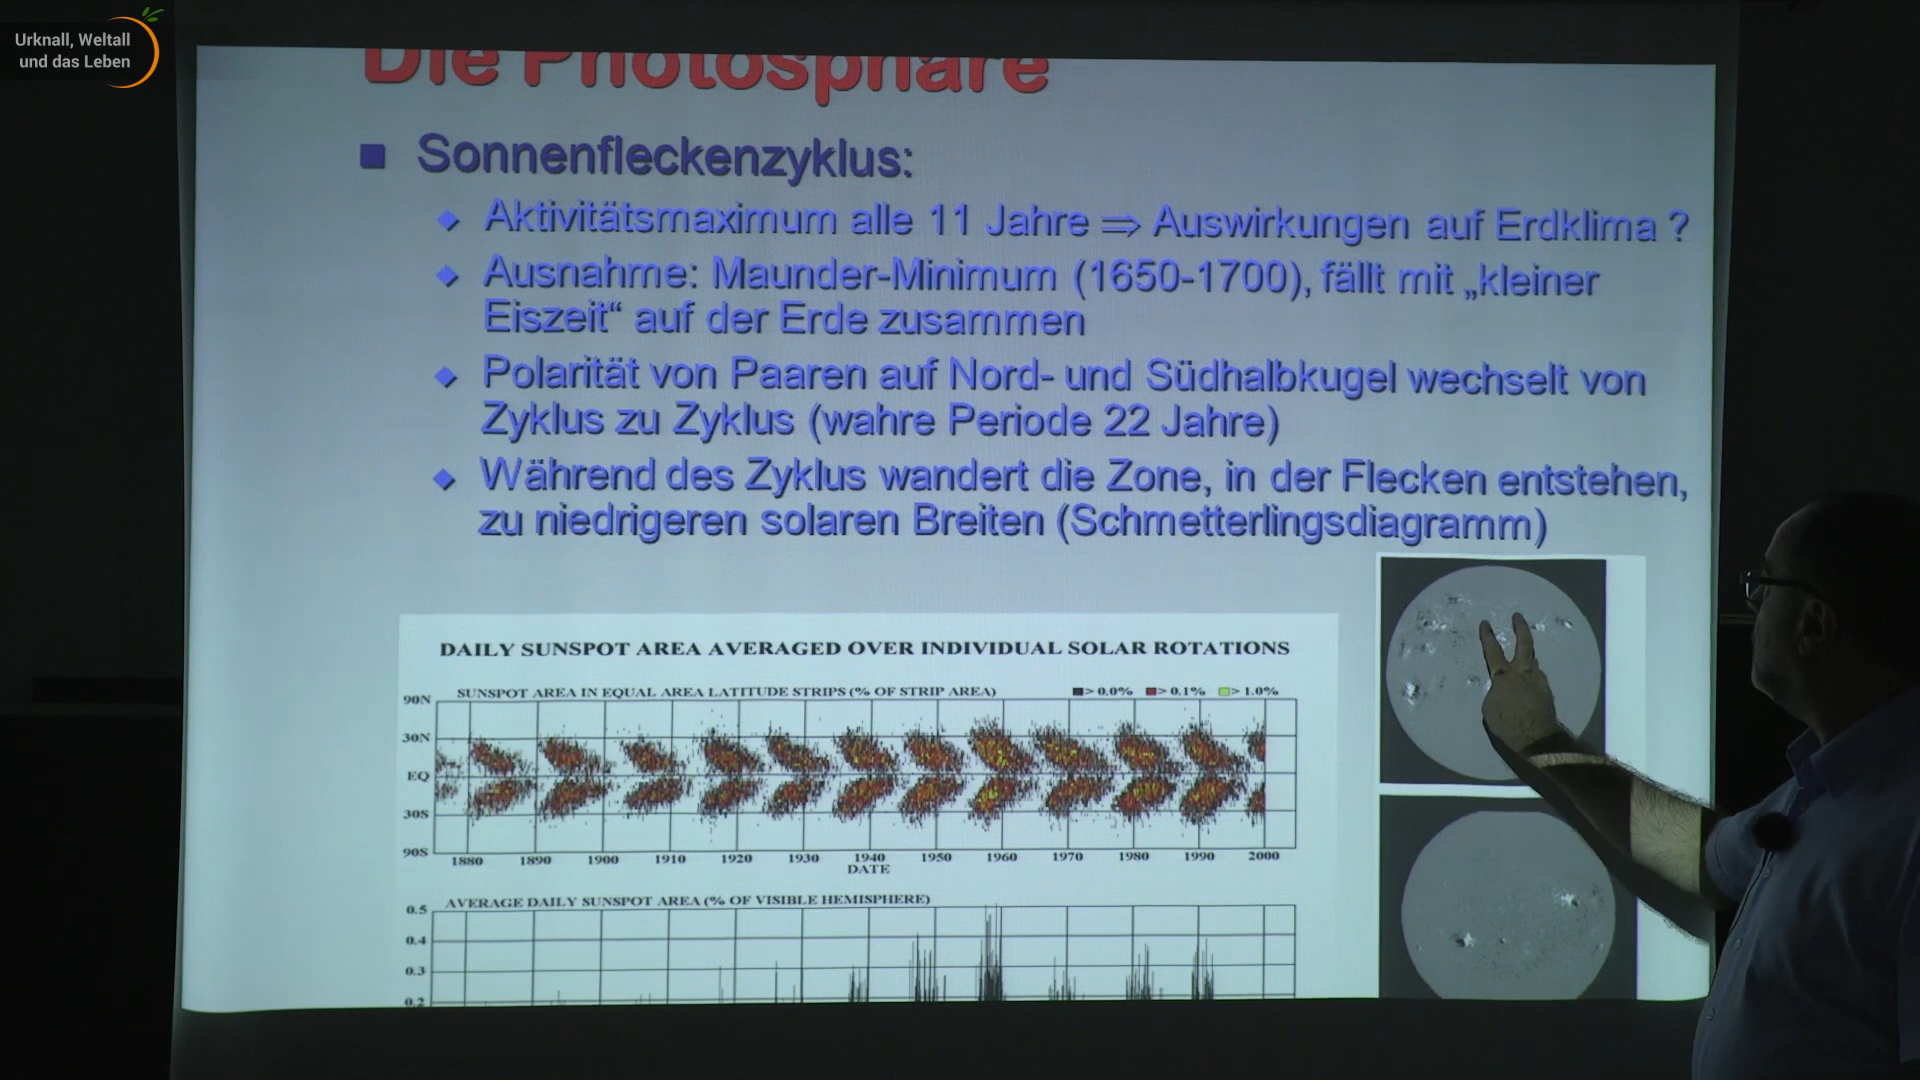 Urknall, Weltall
und das Leben
Die Photosphäre
Sonnenfleckenzyklus:
Aktivitätsmaximum alle 11 Jahre ⇒ Auswirkungen auf Erdklima ?
Ausnahme: Maunder-Minimum (1650-1700), fällt mit „kleiner
Eiszeit“ auf der Erde zusammen
Polarität von Paaren auf Nord- und Südhalbkugel wechselt von
Zyklus zu Zyklus (wahre Periode 22 Jahre)
Während des Zyklus wandert die Zone, in der Flecken entstehen,
zu niedrigeren solaren Breiten (Schmetterlingsdiagramm)
DAILY SUNSPOT AREA AVERAGED OVER INDIVIDUAL SOLAR ROTATIONS
SUNSPOT AREA IN EQUAL AREA LATITUDE STRIPS (% OF STRIP AREA) > 0.0% > 0.1% > 1.0%
90N
30N
EQ
30S
90S
1880 1890 1900 1910 1920 1930 1940 1950 1960 1970 1980 1990 2000
DATE
AVERAGE DAILY SUNSPOT AREA (% OF VISIBLE HEMISPHERE)
0.5
0.4
0.3
0.2